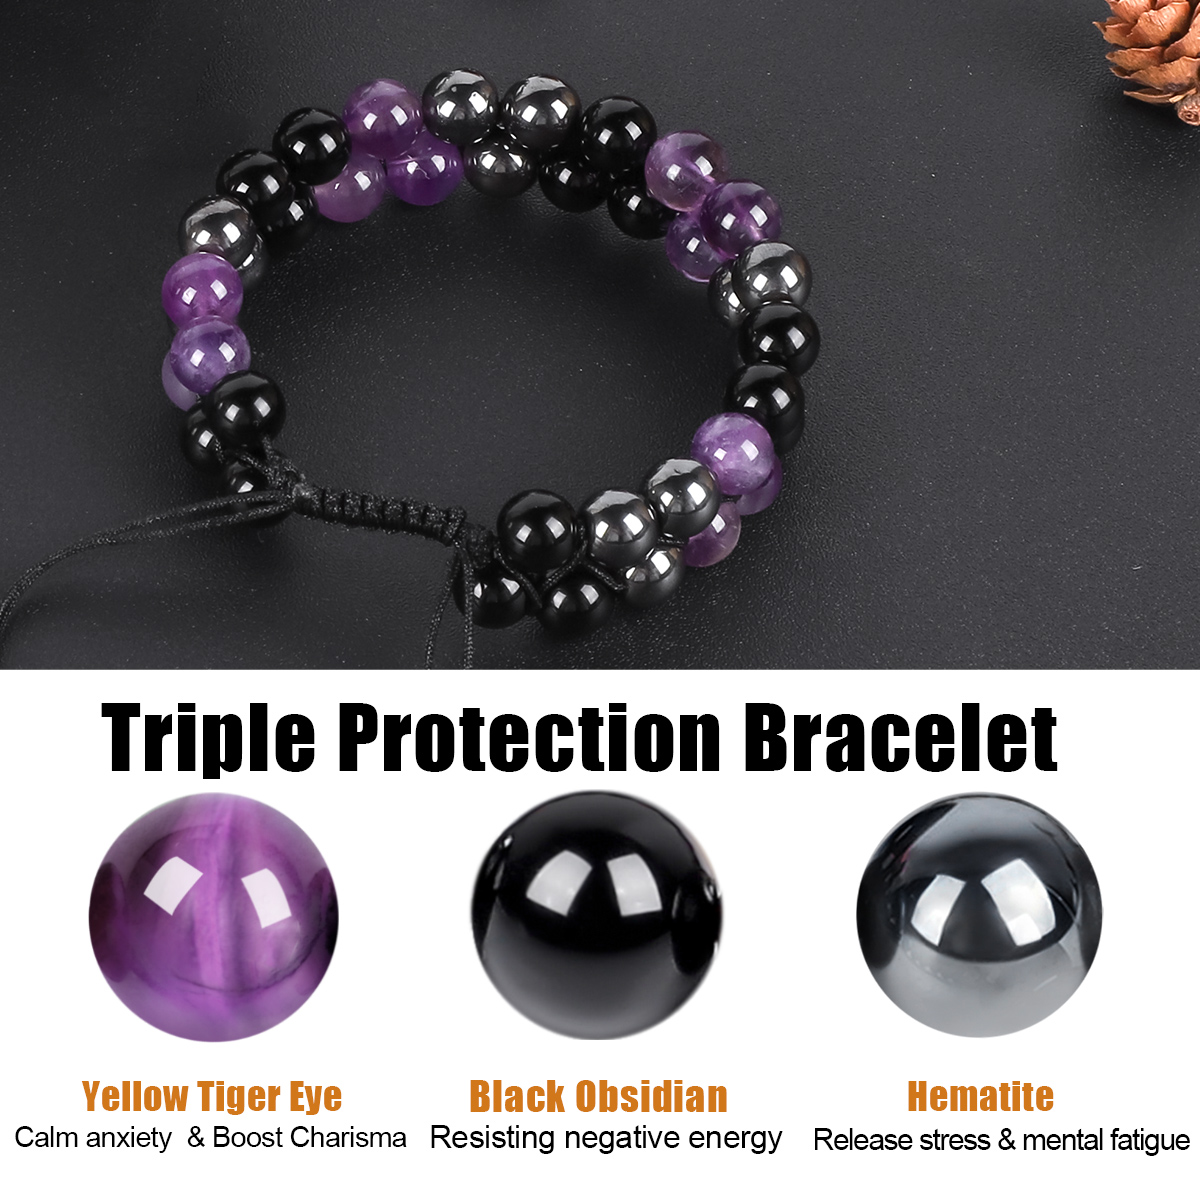 Triple Protection Bracelet
Yellow Tiger Eye Black Obsidian Hematite
Calm anxiety & Boost Charisma Resisting negative energy Release stress & mental fatigue